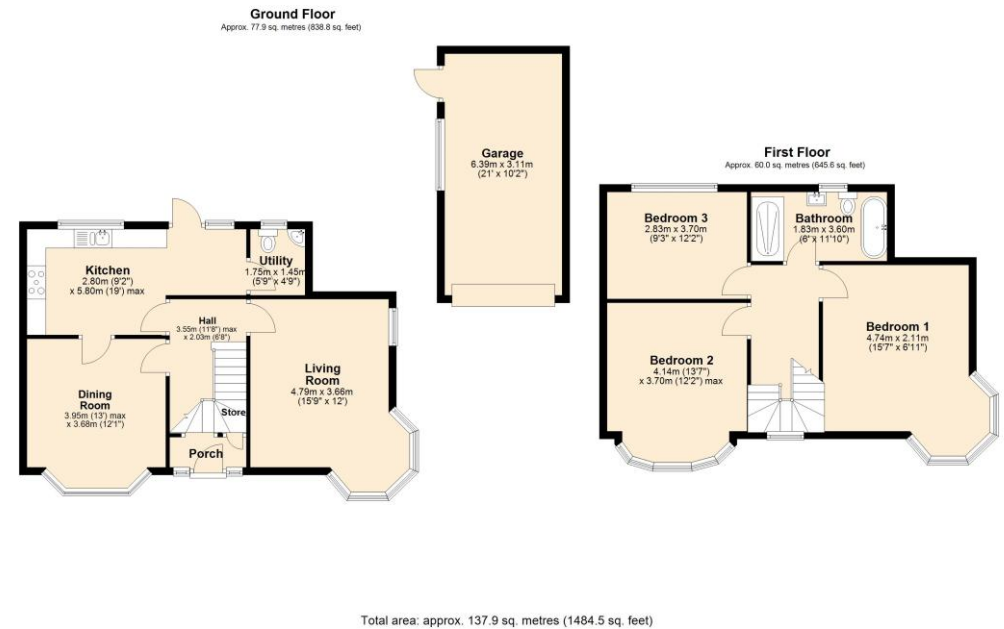 Ground Floor
Approx. 77.9 sq. metres (838.8 sq. feet)
Garage
6.39m x 3.11m
(21' x 10'2")
First Floor
Approx. 60.0 sq. metres (645.6 sq. feet)
Kitchen
2.80m (9'2")
x 5.80m (19') max
Utility
1.75m x 1.45m
(5'9" x 4'9")
Hall
3.55m (11'8") max
x 2.03m (6'8")
Living
Room
4.79m x 3.66m
(15'9" x 12')
Dining
Room
3.95m (13') max
x 3.68m (12'1")
Store
Porch
Bedroom 3
2.83m x 3.70m
(9'3" x 12'2")
Bathroom
1.83m x 3.60m
(6' x 11'10")
Bedroom 1
4.74m x 2.11m
(15'7" x 6'11")
Bedroom 2
4.14m (13'7")
x 3.70m (12'2") max
Total area: approx. 137.9 sq. metres (1484.5 sq. feet)